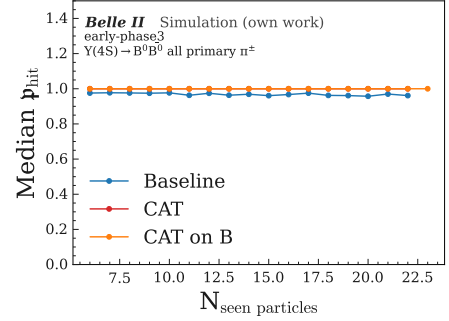 Belle II Simulation (own work)
early-phase3
Υ(4S)→B⁰B̄⁰ all primary π±
1.4
1.2
1.0
0.8
0.6
0.4
0.2
0.0
Median p_hit
Baseline
CAT
CAT on B
7.5 10.0 12.5 15.0 17.5 20.0 22.5
N_seen particles